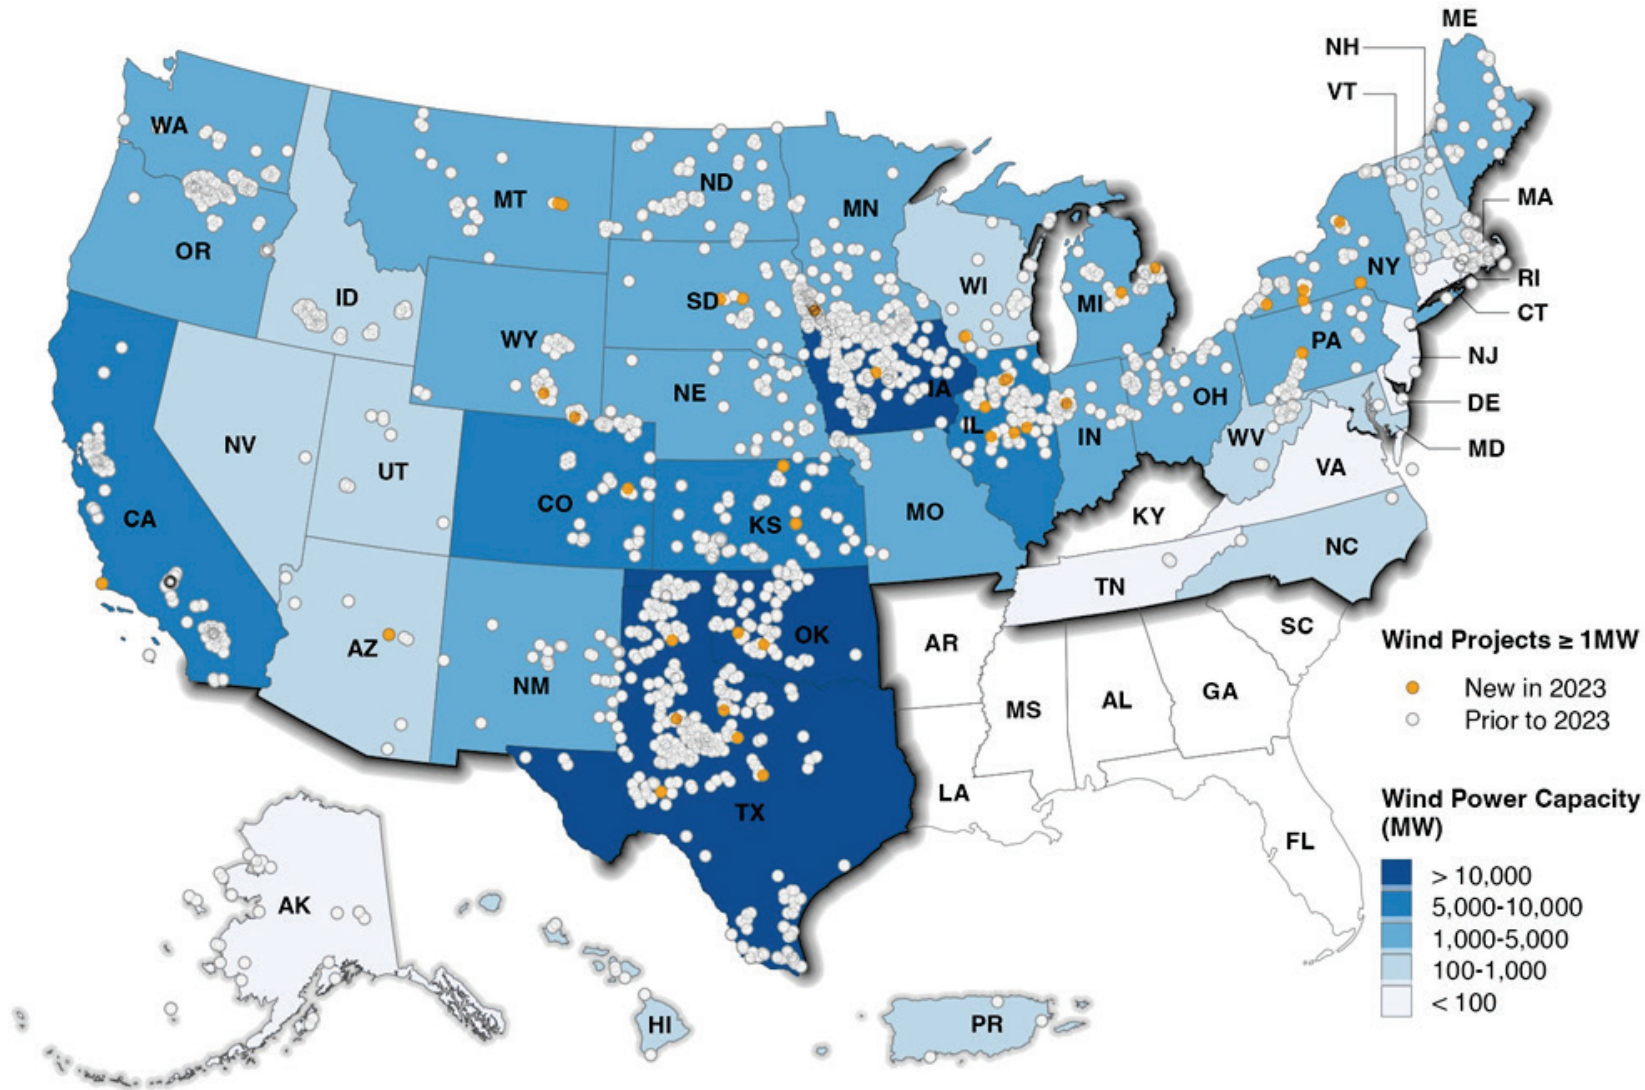 ME
NH
VT
WA
MT
ND
MN
MA
OR
ID
SD
WI
MI
NY
RI
CT
WY
NE
IA
PA
NJ
IL
IN
OH
DE
NV
UT
CO
KS
MO
WV
VA
MD
CA
KY
NC
TN
AZ
NM
OK
AR
SC
TX
MS
AL
GA
LA
FL
AK
HI
PR
Wind Projects ≥ 1MW
New in 2023
Prior to 2023
Wind Power Capacity
(MW)
> 10,000
5,000-10,000
1,000-5,000
100-1,000
< 100